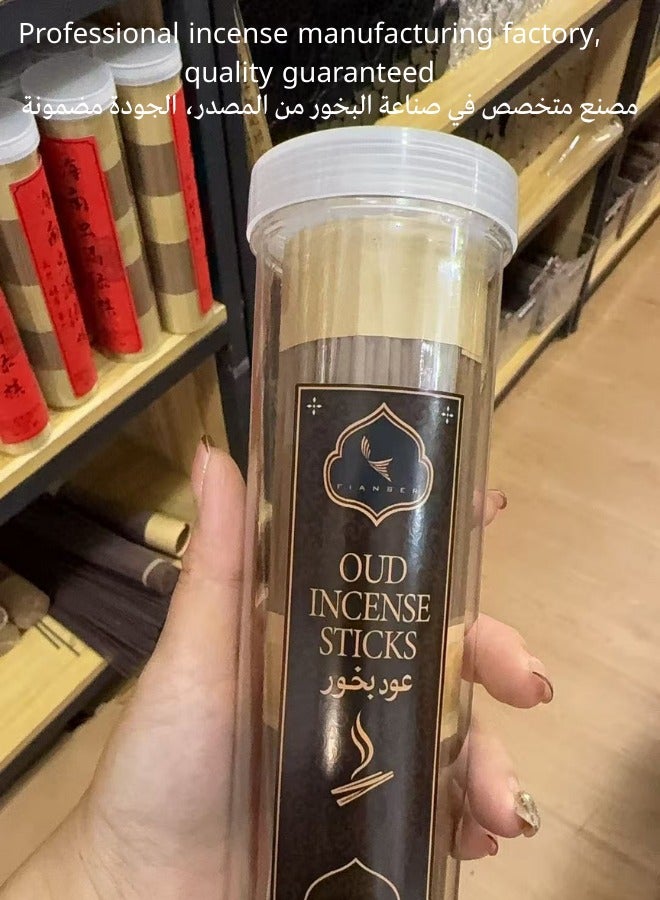 Professional incense manufacturing factory,
quality guaranteed
مصنع متخصص في صناعة البخور من المصدر، الجودة مضمونة
FIANSER
OUD
INCENSE
STICKS
عود بخور